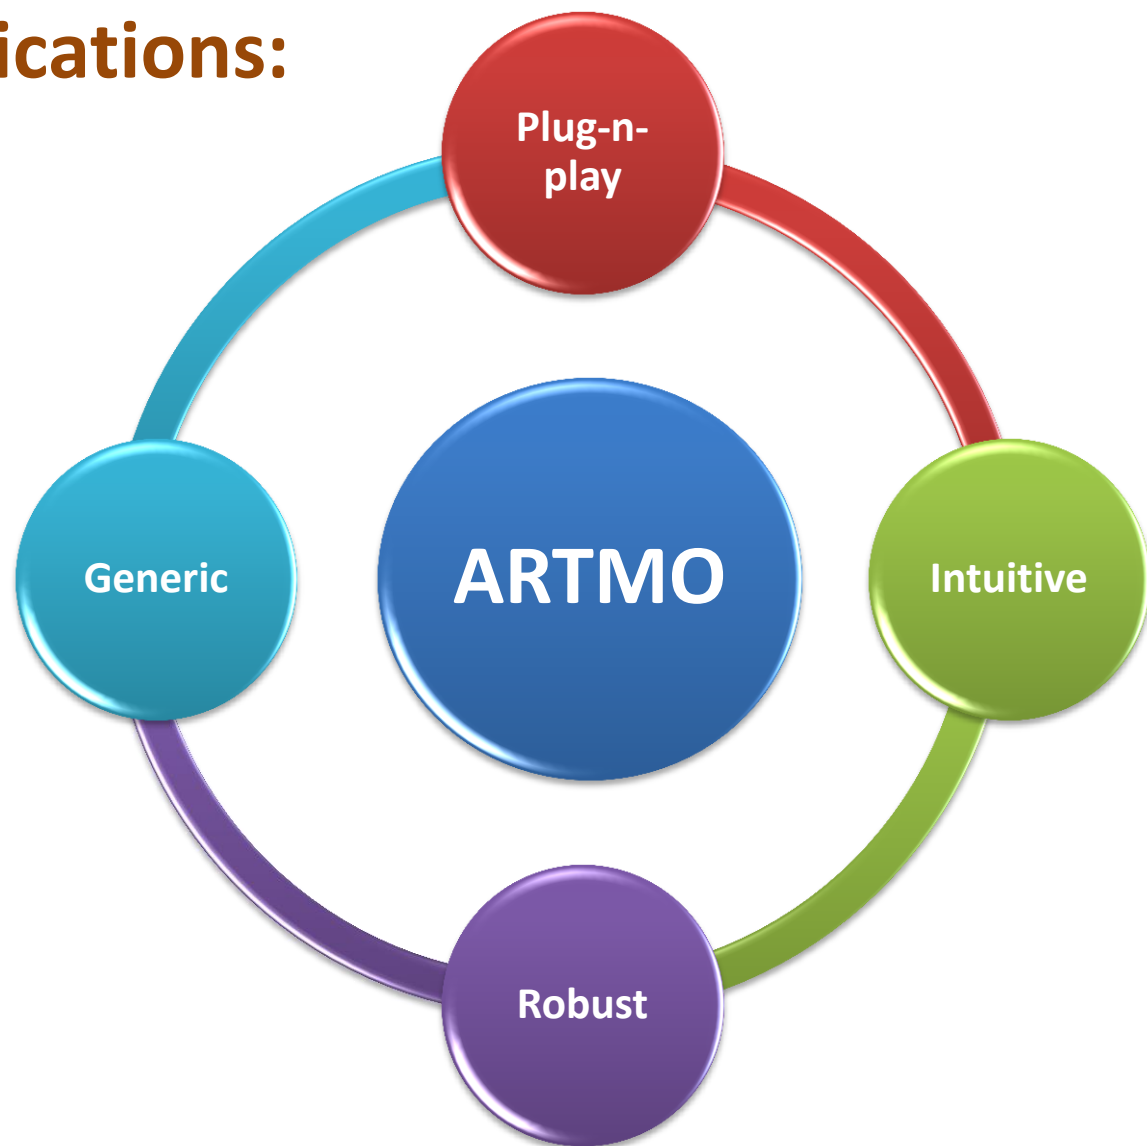 ications:
Plug-n-
play
Generic
ARTMO
Intuitive
Robust